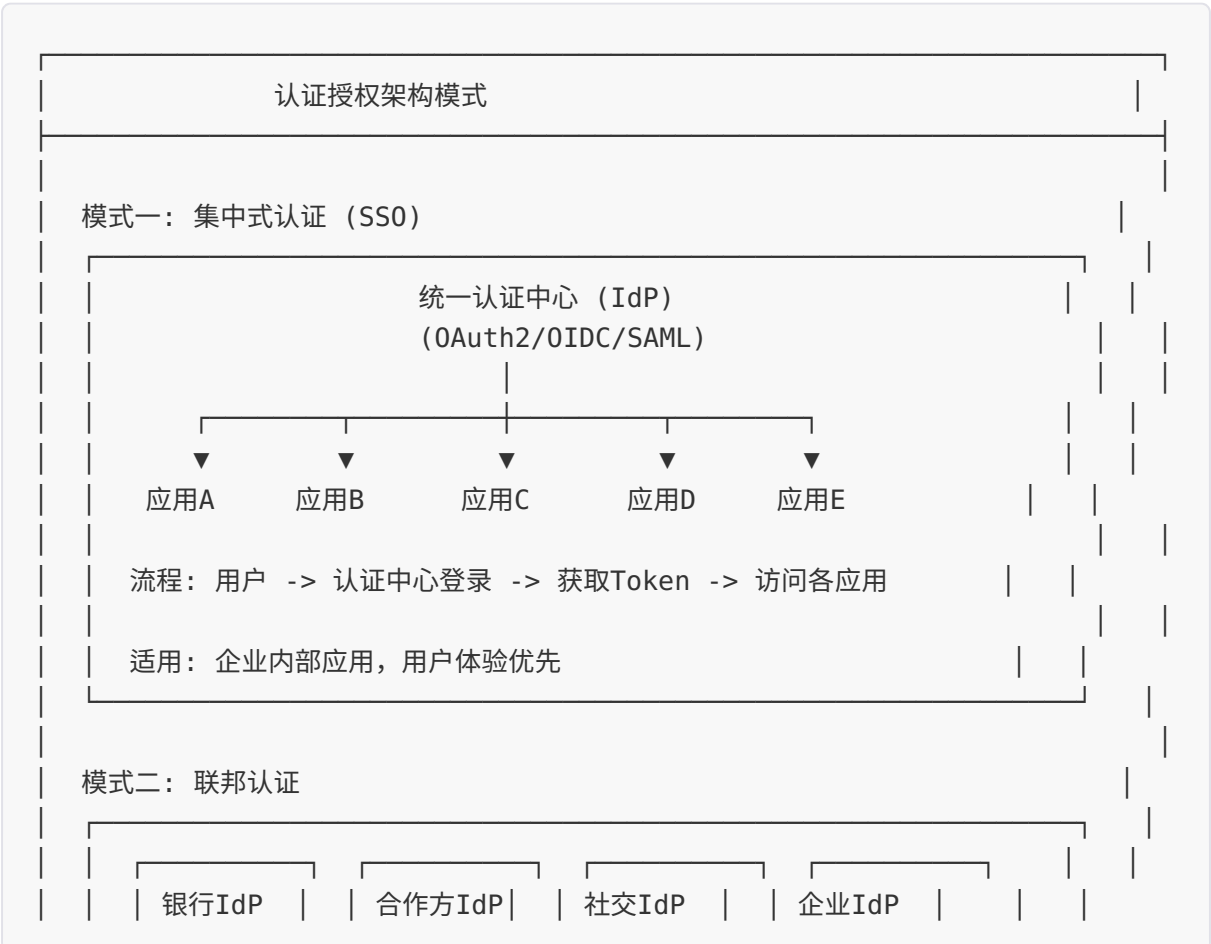 认证授权架构模式
模式一: 集中式认证 (SSO)
统一认证中心 (IdP)
(OAuth2/OIDC/SAML)
应用A 应用B 应用C 应用D 应用E
流程: 用户 -> 认证中心登录 -> 获取Token -> 访问各应用
适用: 企业内部应用，用户体验优先
模式二: 联邦认证
银行IdP 合作方IdP 社交IdP 企业IdP